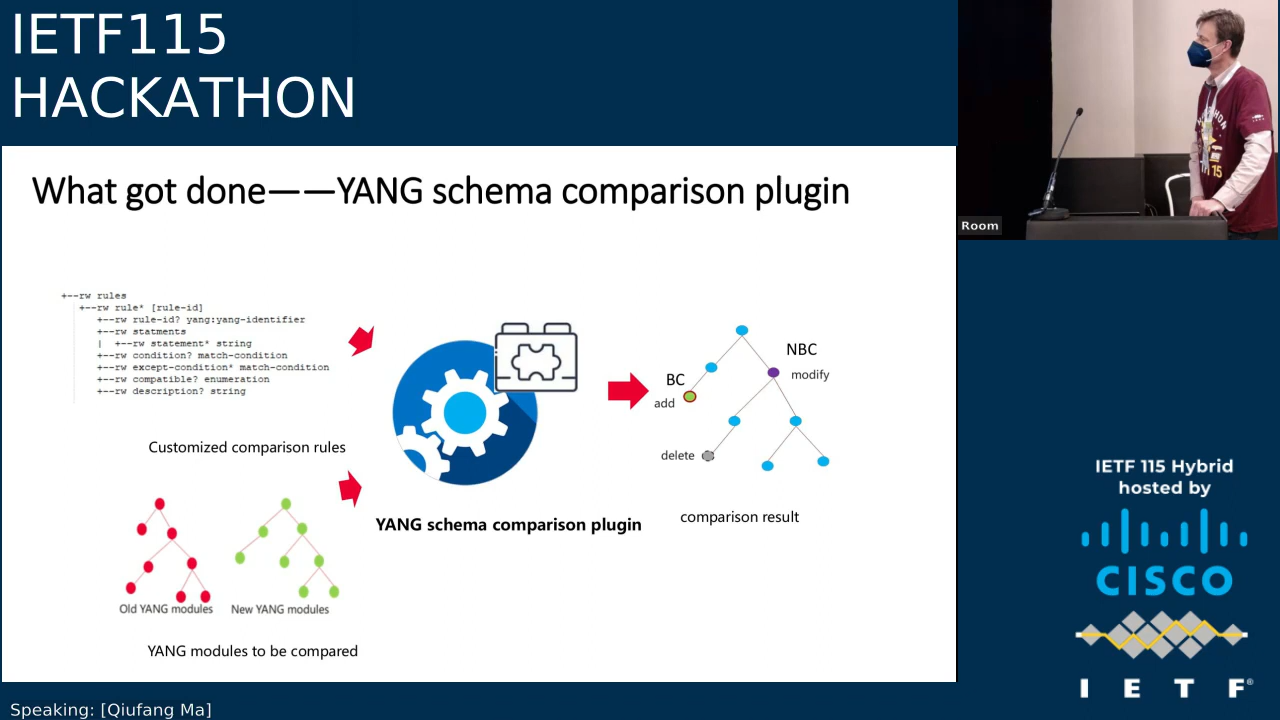 IETF115
HACKATHON
What got done——YANG schema comparison plugin
+--rw rules
+--rw rule* [rule-id]
+--rw rule-id? yang:yang-identifier
+--rw statments
| +--rw statement* string
+--rw condition? match-condition
+--rw except-condition* match-condition
+--rw compatible? enumeration
+--rw description? string
Customized comparison rules
Old YANG modules
New YANG modules
YANG modules to be compared
YANG schema comparison plugin
NBC
modify
BC
add
delete
comparison result
Room
15
IETF 115 Hybrid
hosted by
CISCO
IETF®
Speaking: [Qiufang Ma]